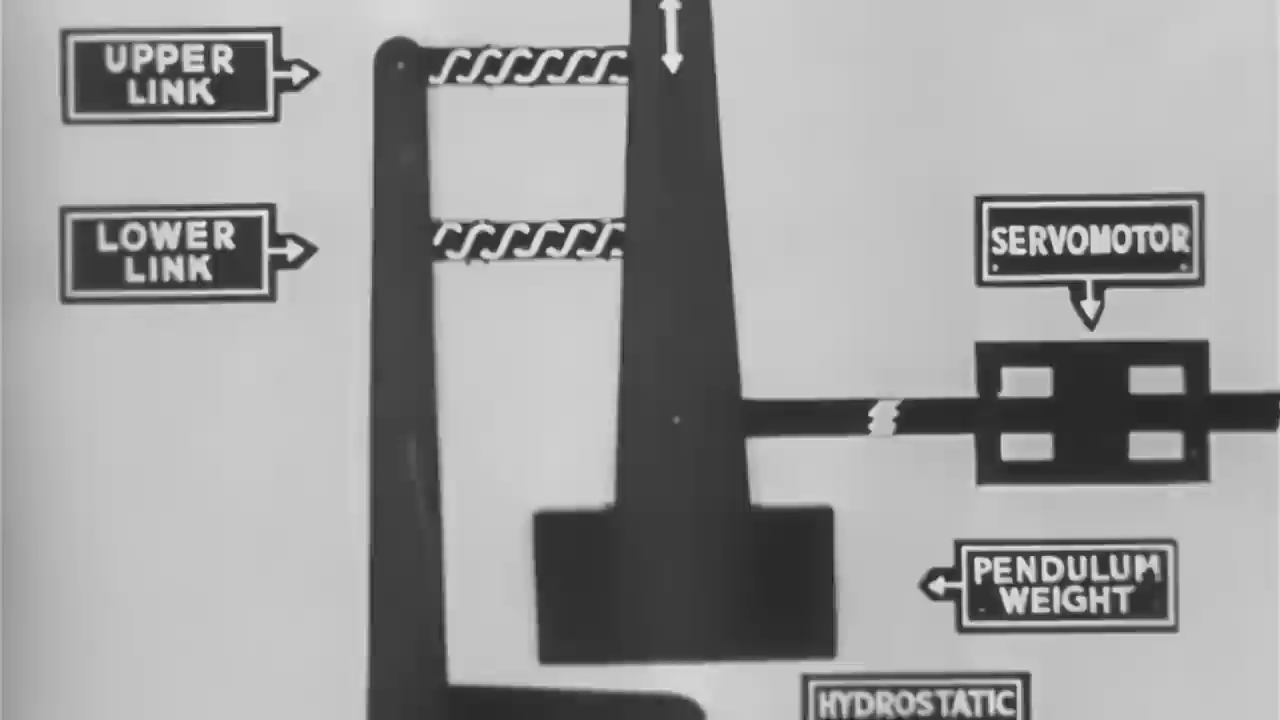 UPPER
LINK
LOWER
LINK
SERVOMOTOR
PENDULUM
WEIGHT
HYDROSTATIC